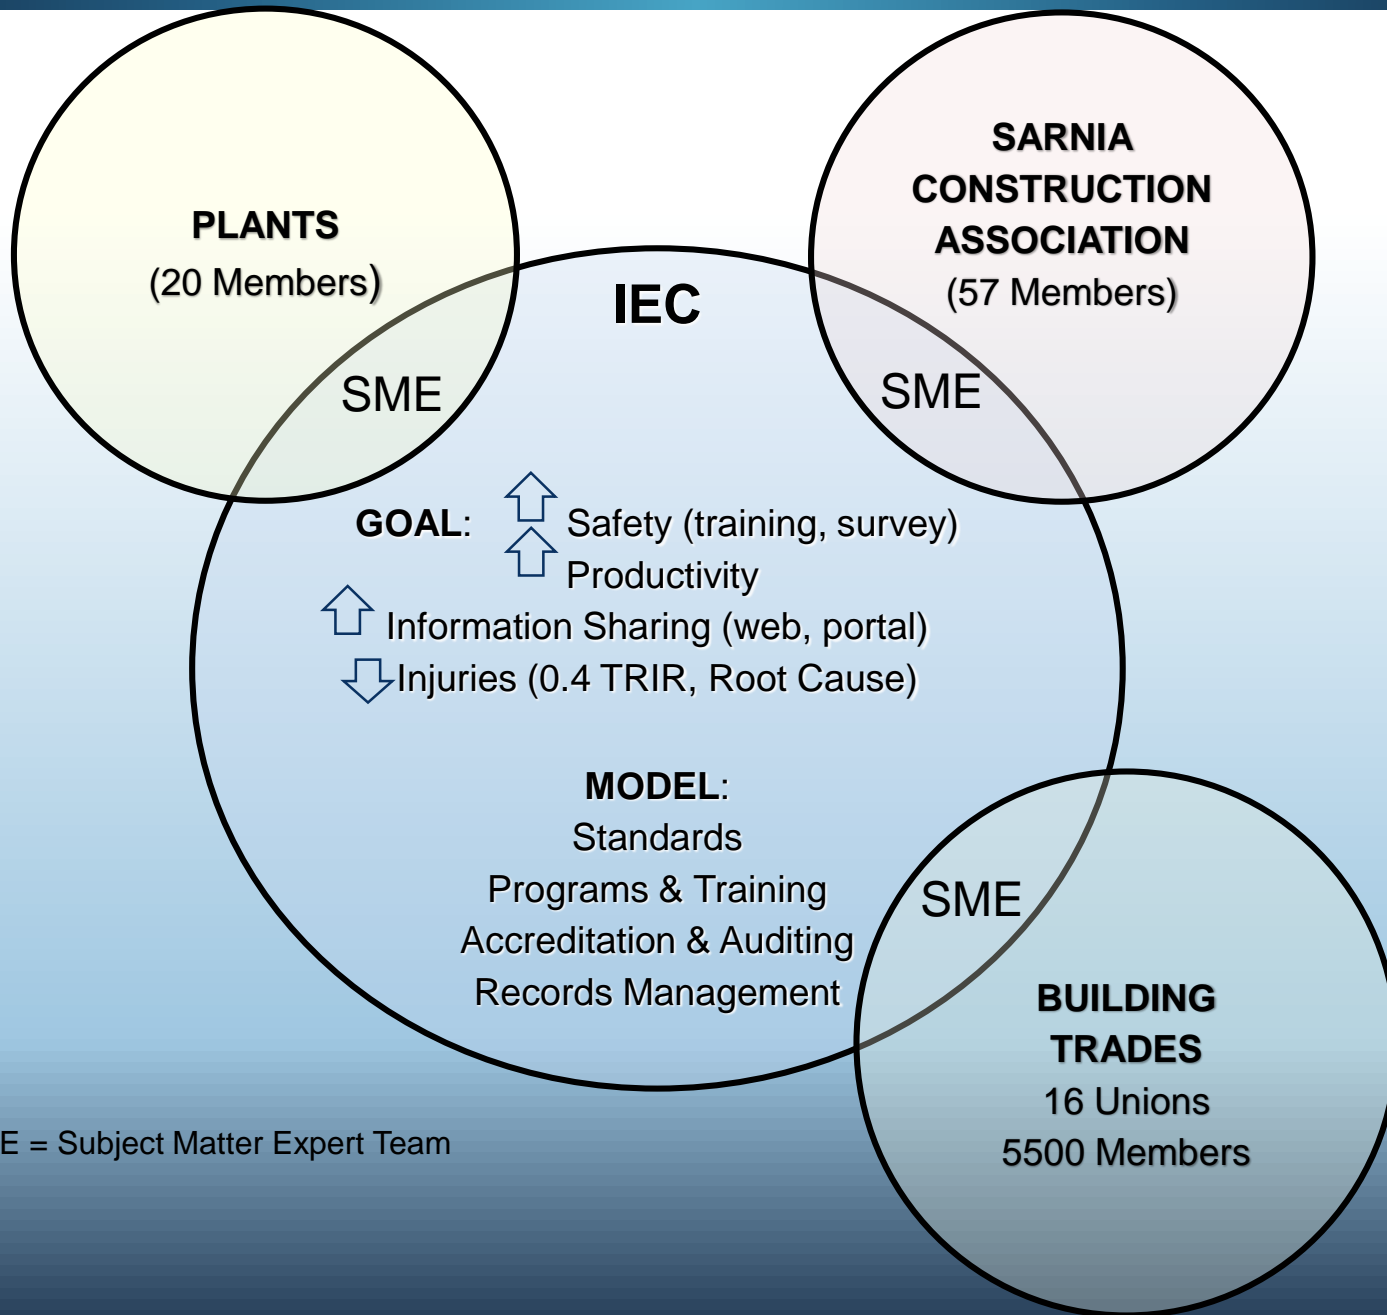 PLANTS
(20 Members)
SARNIA
CONSTRUCTION
ASSOCIATION
(57 Members)
IEC
SME
SME
GOAL: Safety (training, survey)
Productivity
Information Sharing (web, portal)
Injuries (0.4 TRIR, Root Cause)
MODEL:
Standards
Programs & Training
Accreditation & Auditing
Records Management
SME
BUILDING
TRADES
16 Unions
5500 Members
E = Subject Matter Expert Team